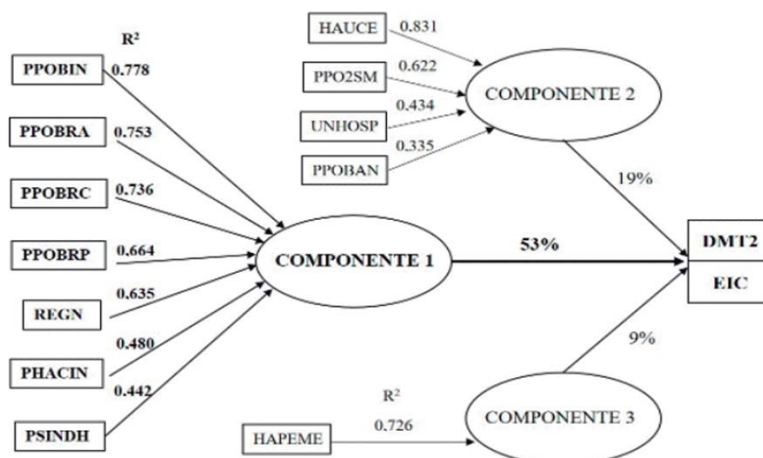 R²
PPOBIN 0.778
PPOBRA 0.753
PPOBRC 0.736
PPOBRP 0,664
REGN 0.635
PHACIN 0.480
PSINDH 0.442
HAUCE 0.831
PPO2SM 0.622
UNHOSP 0.434
PPOBAN 0.335
COMPONENTE 2
19%
COMPONENTE 1
53%
DMT2
EIC
9%
R²
HAPEME 0.726
COMPONENTE 3